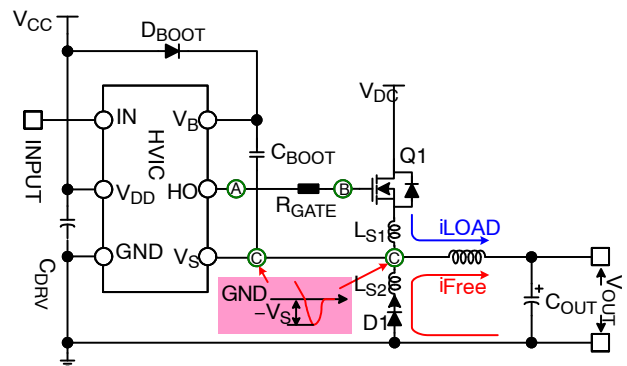 VCC
DBOOT
IN
VB
HVIC
CBOOT
VDC
Q1
INPUT
VDD
HO
A
RGATE
B
LS1
iLOAD
GND
VS
C
C
CDRV
GND
−VS
LS2
iFree
D1
+
COUT
VOUT